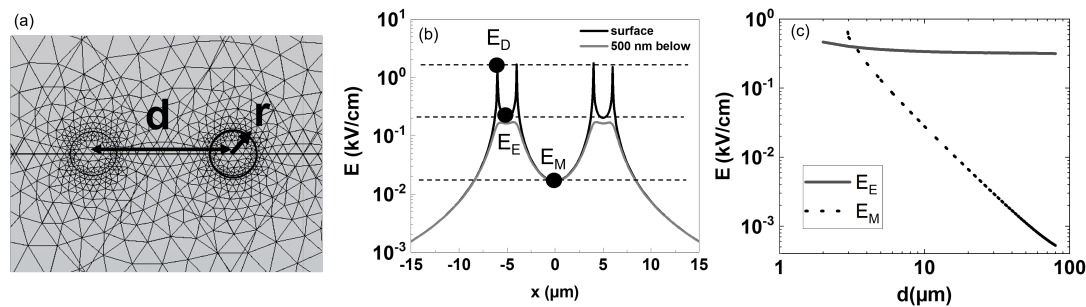 (a)
d
r
(b)
surface
500 nm below
E_D
E_E
E_M
E (kV/cm)
10^1
10^0
10^-1
10^-2
10^-3
-15
-10
-5
0
5
10
15
x (μm)
(c)
E_E
E_M
E (kV/cm)
10^0
10^-1
10^-2
10^-3
1
10
100
d(μm)